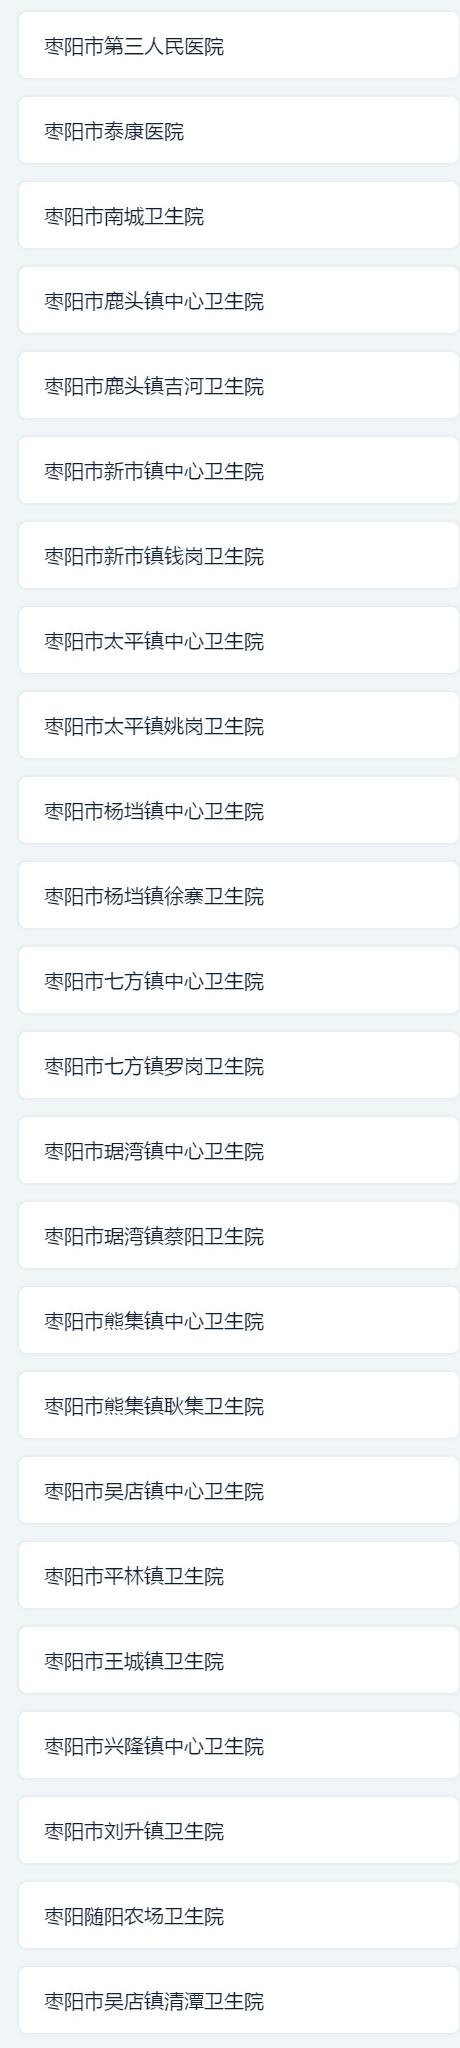 枣阳市第三人民医院
枣阳市泰康医院
枣阳市南城卫生院
枣阳市鹿头镇中心卫生院
枣阳市鹿头镇吉河卫生院
枣阳市新市镇中心卫生院
枣阳市新市镇钱岗卫生院
枣阳市太平镇中心卫生院
枣阳市太平镇姚岗卫生院
枣阳市杨垱镇中心卫生院
枣阳市杨垱镇徐寨卫生院
枣阳市七方镇中心卫生院
枣阳市七方镇罗岗卫生院
枣阳市琚湾镇中心卫生院
枣阳市琚湾镇蔡阳卫生院
枣阳市熊集镇中心卫生院
枣阳市熊集镇耿集卫生院
枣阳市吴店镇中心卫生院
枣阳市平林镇卫生院
枣阳市王城镇卫生院
枣阳市兴隆镇中心卫生院
枣阳市刘升镇卫生院
枣阳随阳农场卫生院
枣阳市吴店镇清潭卫生院